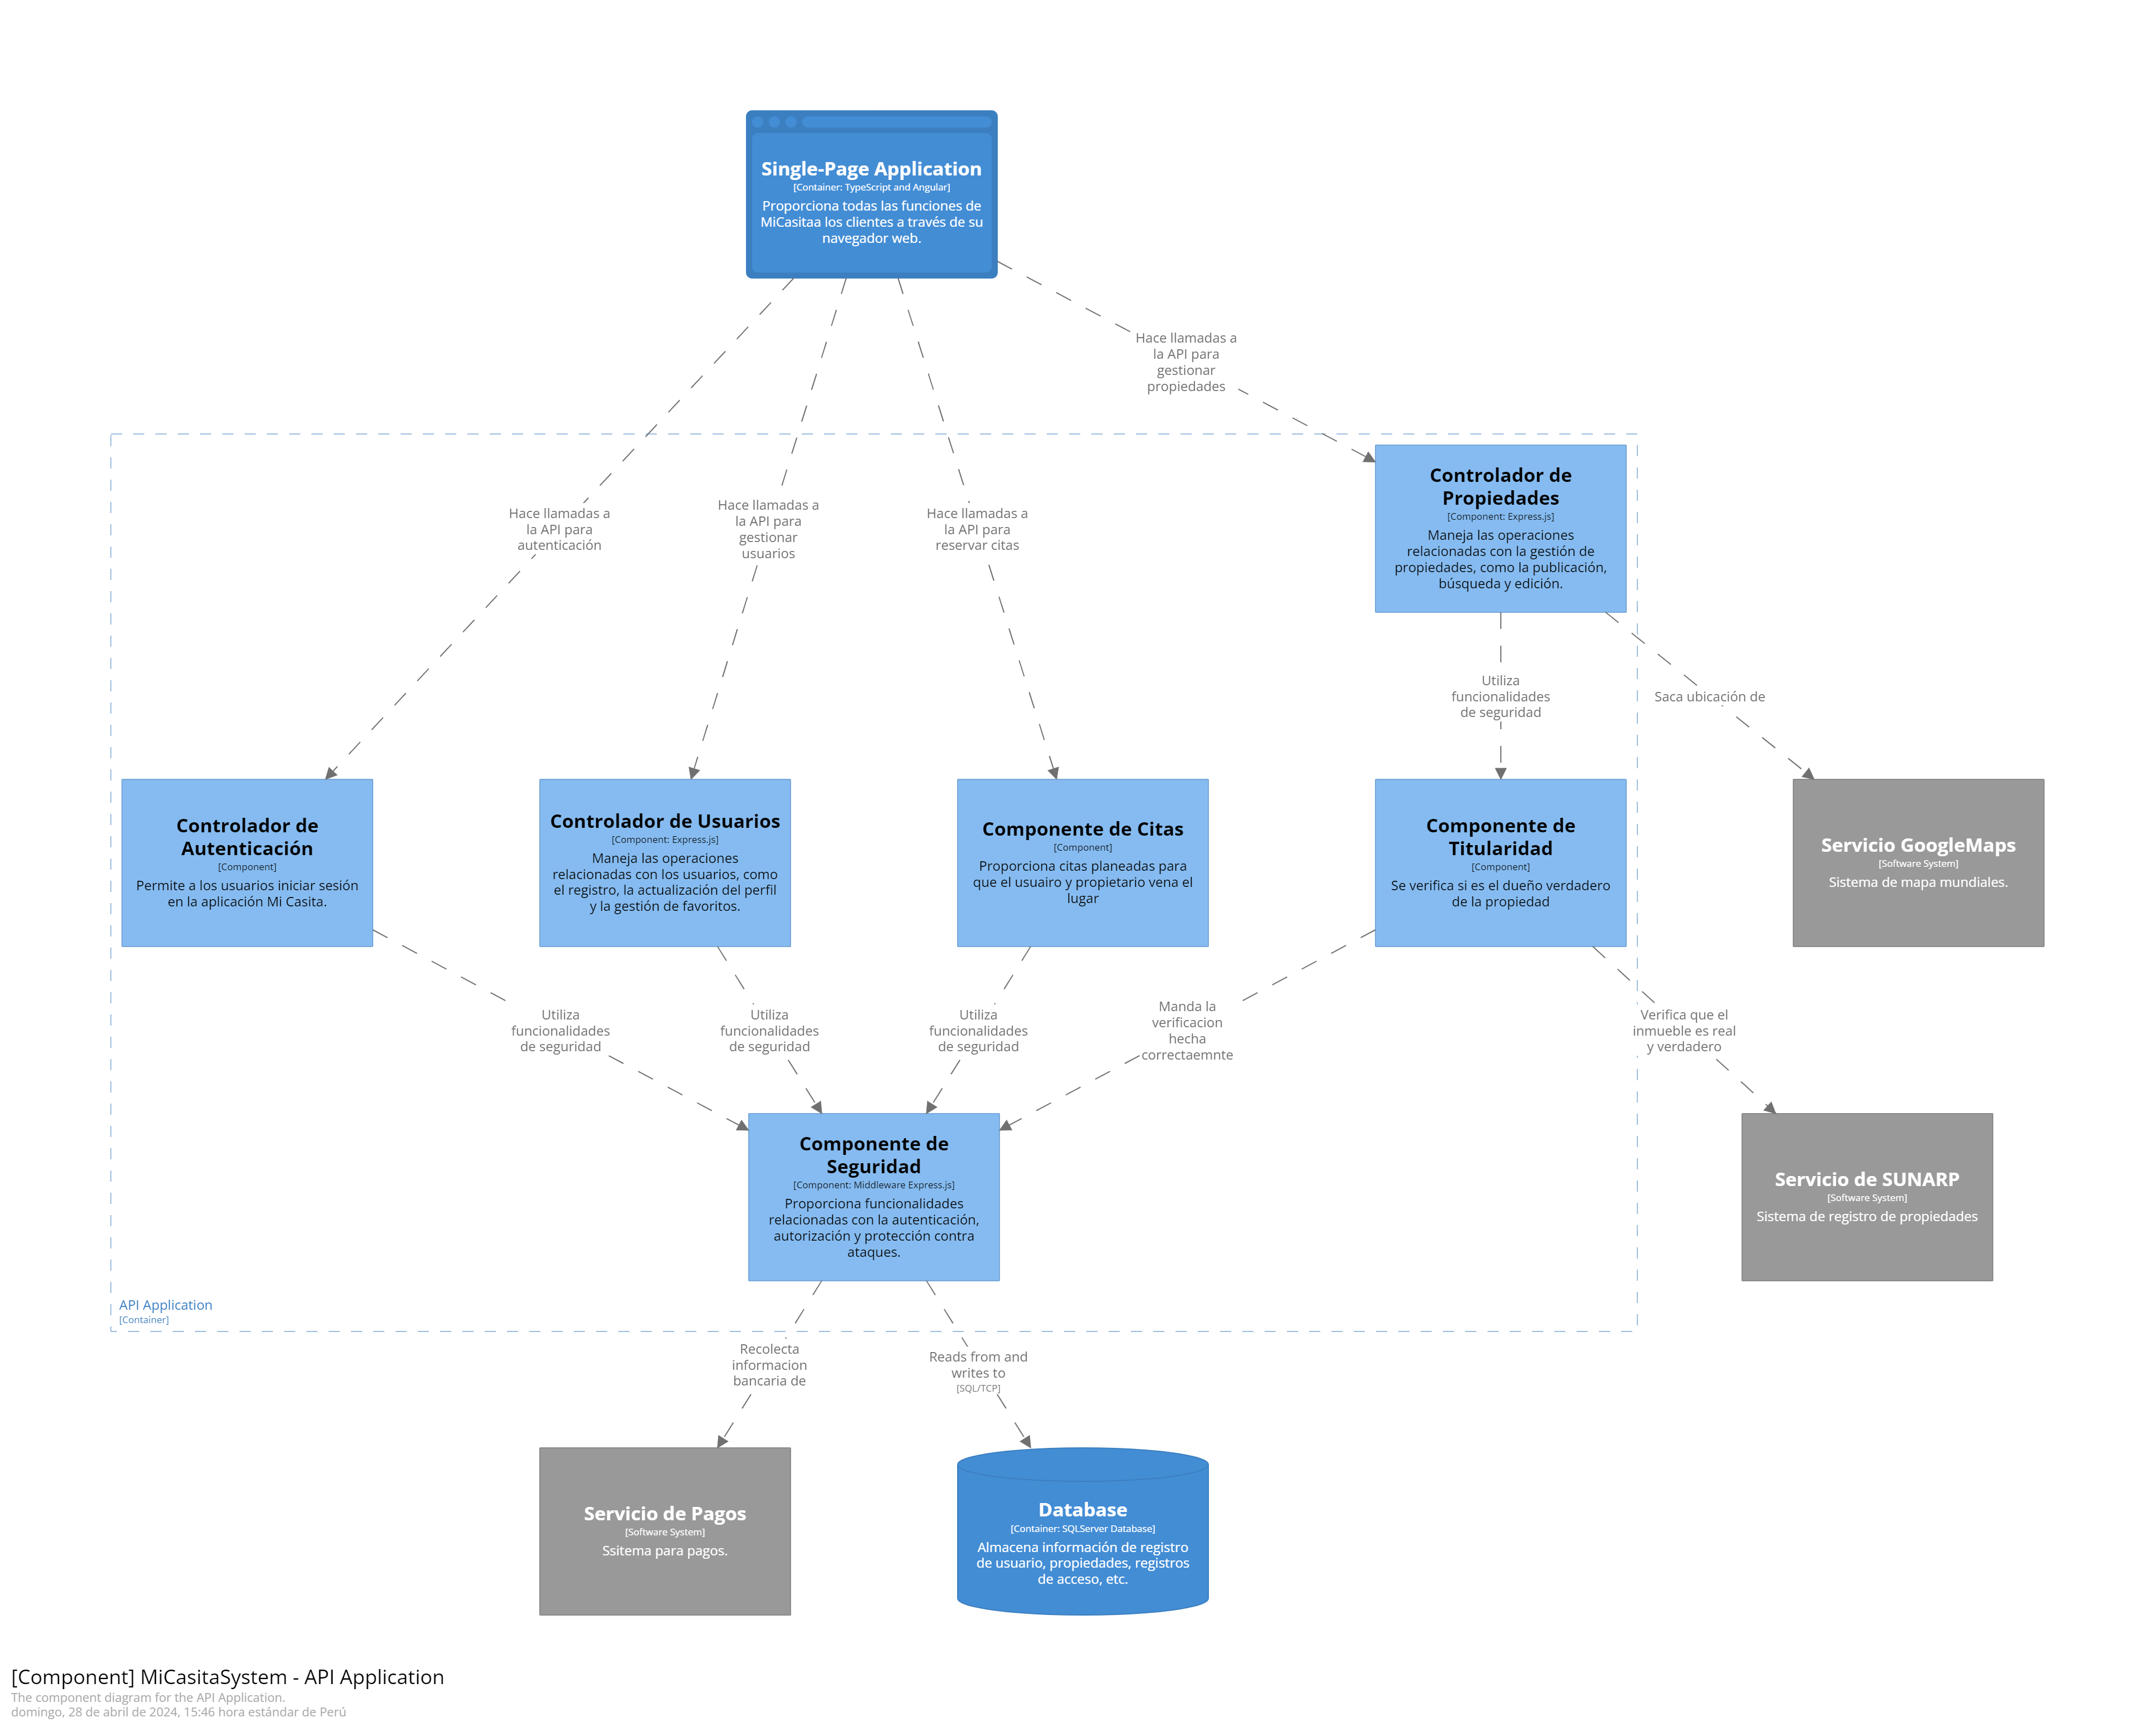 Single-Page Application
[Container: TypeScript and Angular]
Proporciona todas las funciones de
MiCasitaa los clientes a través de su
navegador web.
Hace llamadas a
la API para
gestionar
propiedades
Controlador de
Propiedades
[Component: Express.js]
Maneja las operaciones
relacionadas con la gestión de
propiedades, como la publicación,
búsqueda y edición.
Hace llamadas a
la API para
autenticación
Hace llamadas a
la API para
gestionar
usuarios
Hace llamadas a
la API para
reservar citas
Utiliza
funcionalidades
de seguridad
Saca ubicación de
Controlador de
Autenticación
[Component]
Permite a los usuarios iniciar sesión
en la aplicación Mi Casita.
Controlador de Usuarios
[Component: Express.js]
Maneja las operaciones
relacionadas con los usuarios, como
el registro, la actualización del perfil
y la gestión de favoritos.
Componente de Citas
[Component]
Proporciona citas planeadas para
que el usuairo y propietario vena el
lugar
Componente de
Titularidad
[Component]
Se verifica si es el dueño verdadero
de la propiedad
Servicio GoogleMaps
[Software System]
Sistema de mapa mundiales.
Utiliza
funcionalidades
de seguridad
Utiliza
funcionalidades
de seguridad
Utiliza
funcionalidades
de seguridad
Manda la
verificacion
hecha
correctaemnte
Verifica que el
inmueble es real
y verdadero
Componente de
Seguridad
[Component: Middleware Express.js]
Proporciona funcionalidades
relacionadas con la autenticación,
autorización y protección contra
ataques.
Servicio de SUNARP
[Software System]
Sistema de registro de propiedades
API Application
[Container]
Recolecta
informacion
bancaria de
Reads from and
writes to
[SQL/TCP]
Servicio de Pagos
[Software System]
Ssitema para pagos.
Database
[Container: SQLServer Database]
Almacena información de registro
de usuario, propiedades, registros
de acceso, etc.
[Component] MiCasitaSystem - API Application
The component diagram for the API Application.
domingo, 28 de abril de 2024, 15:46 hora estándar de Perú